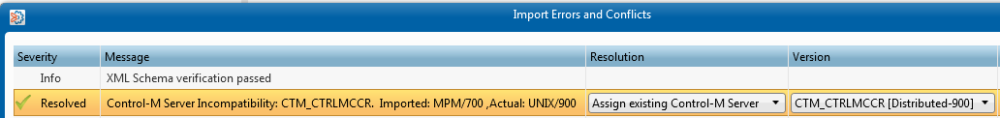 Import Errors and Conflicts
Severity Message Resolution Version
Info XML Schema verification passed
Resolved Control-M Server Incompatibility: CTM_CTRLMCCR. Imported: MPM/700 ,Actual: UNIX/900 Assign existing Control-M Server CTM_CTRLMCCR [Distributed-900]